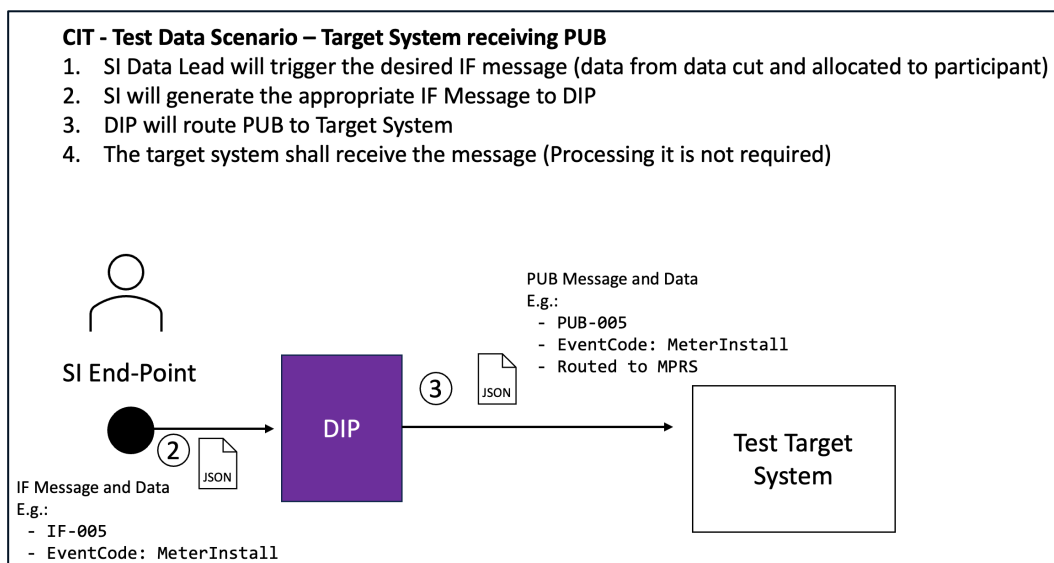 CIT - Test Data Scenario – Target System receiving PUB
1. SI Data Lead will trigger the desired IF message (data from data cut and allocated to participant)
2. SI will generate the appropriate IF Message to DIP
3. DIP will route PUB to Target System
4. The target system shall receive the message (Processing it is not required)
PUB Message and Data
E.g.:
- PUB-005
- EventCode: MeterInstall
- Routed to MPRS
SI End-Point
3
JSON
DIP
2
JSON
Test Target
System
IF Message and Data
E.g.:
- IF-005
- EventCode: MeterInstall